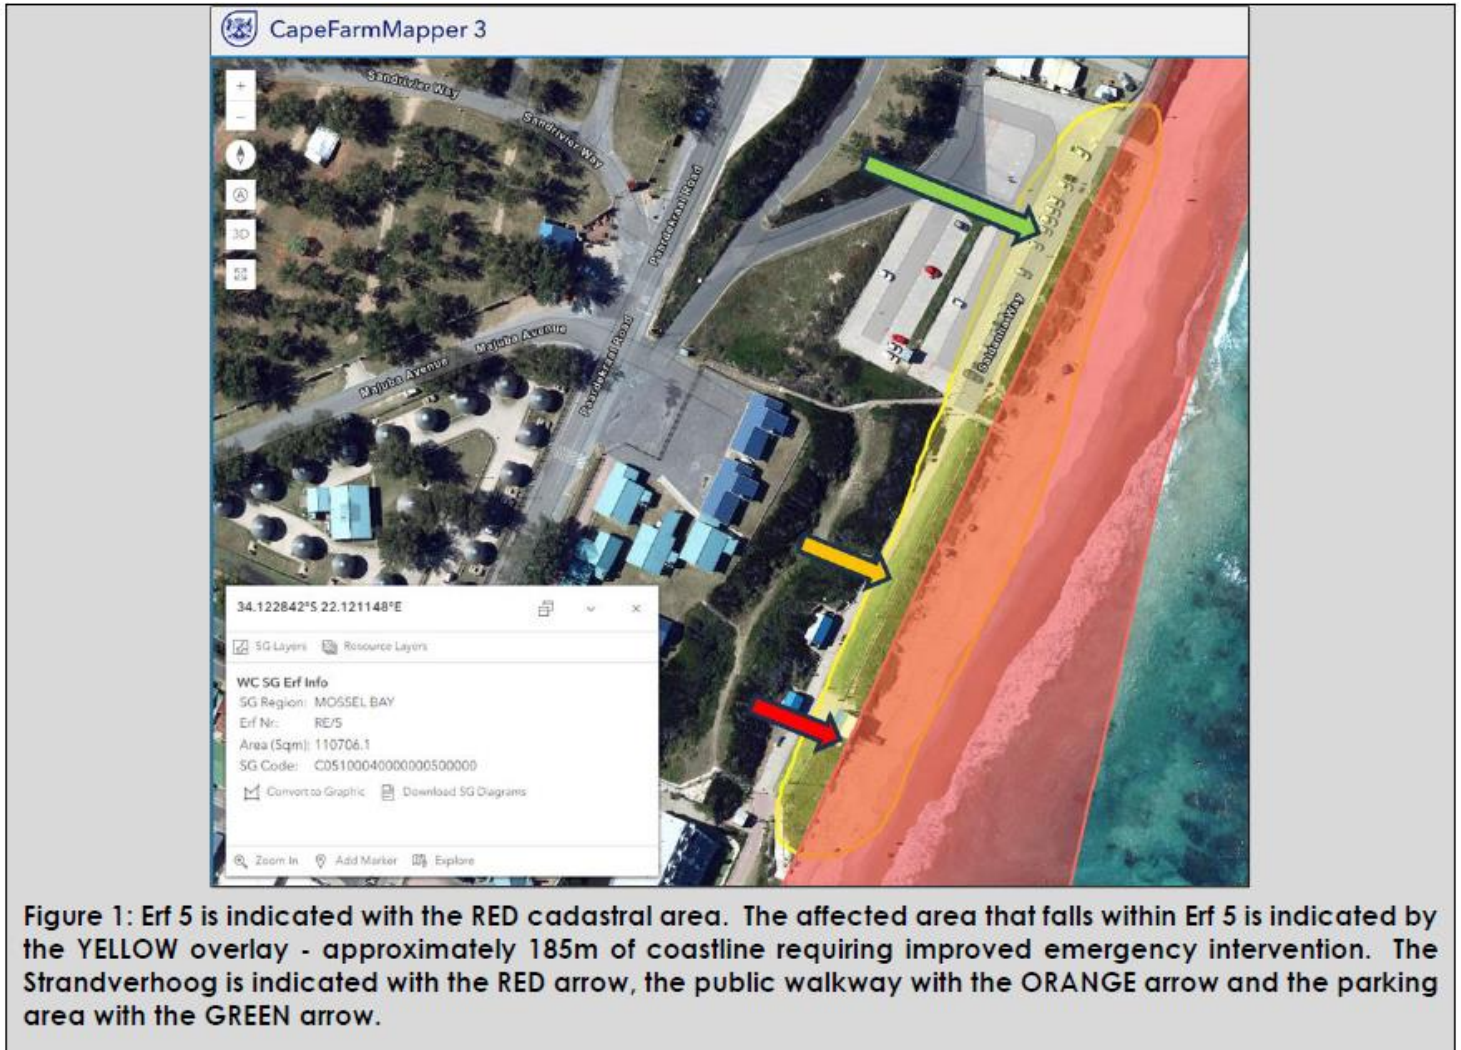 CapeFarmMapper 3
Sandrivier Way
Sandrivier Way
Paardekraal Road
Majuba Avenue
Majuba Avenue
Paardekraal Road
Saldanha Way
+
−
A
3D
34.122842°S 22.121148°E
SG Layers Resource Layers
WC SG Erf Info
SG Region: MOSSEL BAY
Erf Nr: RE/5
Area (Sqm): 110706.1
SG Code: C05100040000000500000
Convert to Graphic Download SG Diagrams
Zoom In Add Marker Explore
Figure 1: Erf 5 is indicated with the RED cadastral area. The affected area that falls within Erf 5 is indicated by
the YELLOW overlay - approximately 185m of coastline requiring improved emergency intervention. The
Strandverhoog is indicated with the RED arrow, the public walkway with the ORANGE arrow and the parking
area with the GREEN arrow.